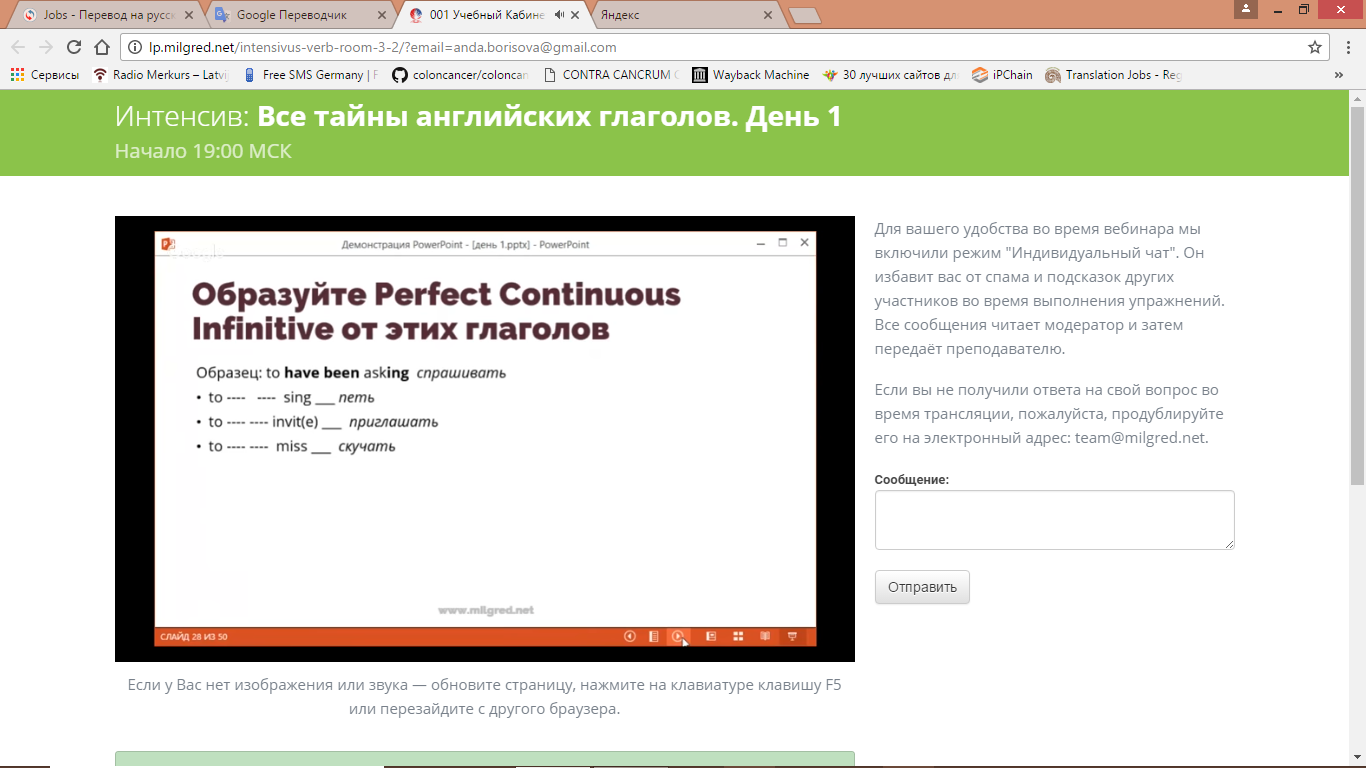 Jobs - Перевод на русск
Google Переводчик
001 Учебный Кабине
Яндекс
lp.milgred.net/intensivus-verb-room-3-2/?email=anda.borisova@gmail.com
Сервисы
Radio Merkurs – Latvij
Free SMS Germany | F
coloncancer/coloncan
CONTRA CANCRUM C
Wayback Machine
30 лучших сайтов дл
iPChain
Translation Jobs - Reg
»
Интенсив: Все тайны английских глаголов. День 1
Начало 19:00 МСК
Демонстрация PowerPoint - [день 1.pptx] - PowerPoint
Образуйте Perfect Continuous
Infinitive от этих глаголов
Образец: to have been asking спрашивать
• to ---- ---- sing ___ петь
• to ---- ---- invit(e) ___ приглашать
• to ---- ---- miss ___ скучать
www.milgred.net
СЛАЙД 28 ИЗ 50
Если у Вас нет изображения или звука — обновите страницу, нажмите на клавиатуре клавишу F5
или перезайдите с другого браузера.
Для вашего удобства во время вебинара мы
включили режим "Индивидуальный чат". Он
избавит вас от спама и подсказок других
участников во время выполнения упражнений.
Все сообщения читает модератор и затем
передаёт преподавателю.
Если вы не получили ответа на свой вопрос во
время трансляции, пожалуйста, продублируйте
его на электронный адрес: team@milgred.net.
Сообщение:
Отправить